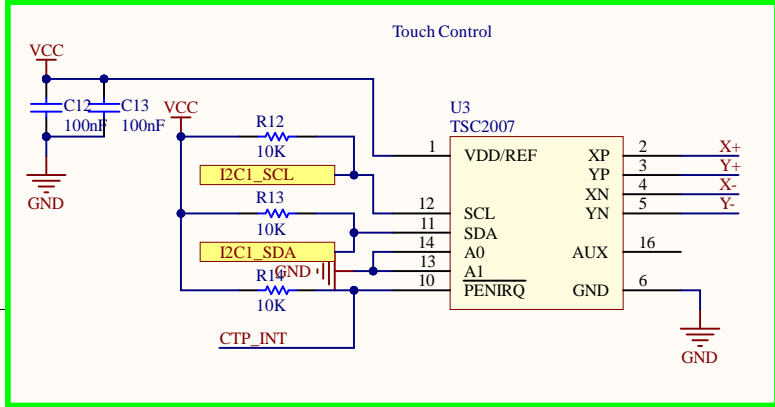 Touch Control
VCC
C12
C13
100nF
100nF
GND
VCC
R12
10K
I2C1_SCL
R13
10K
I2C1_SDA
GND
R14
10K
CTP_INT
U3
TSC2007
1 VDD/REF XP 2 X+
YP 3 Y+
XN 4 X-
12 SCL YN 5 Y-
11 SDA
14 A0 AUX 16
13 A1
10 PENIRQ GND 6
GND